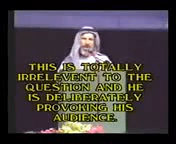 THIS IS TOTALLY
IRRELEVENT TO THE
QUESTION AND HE
IS DELIBERATELY
PROVOKING HIS
AUDIENCE.